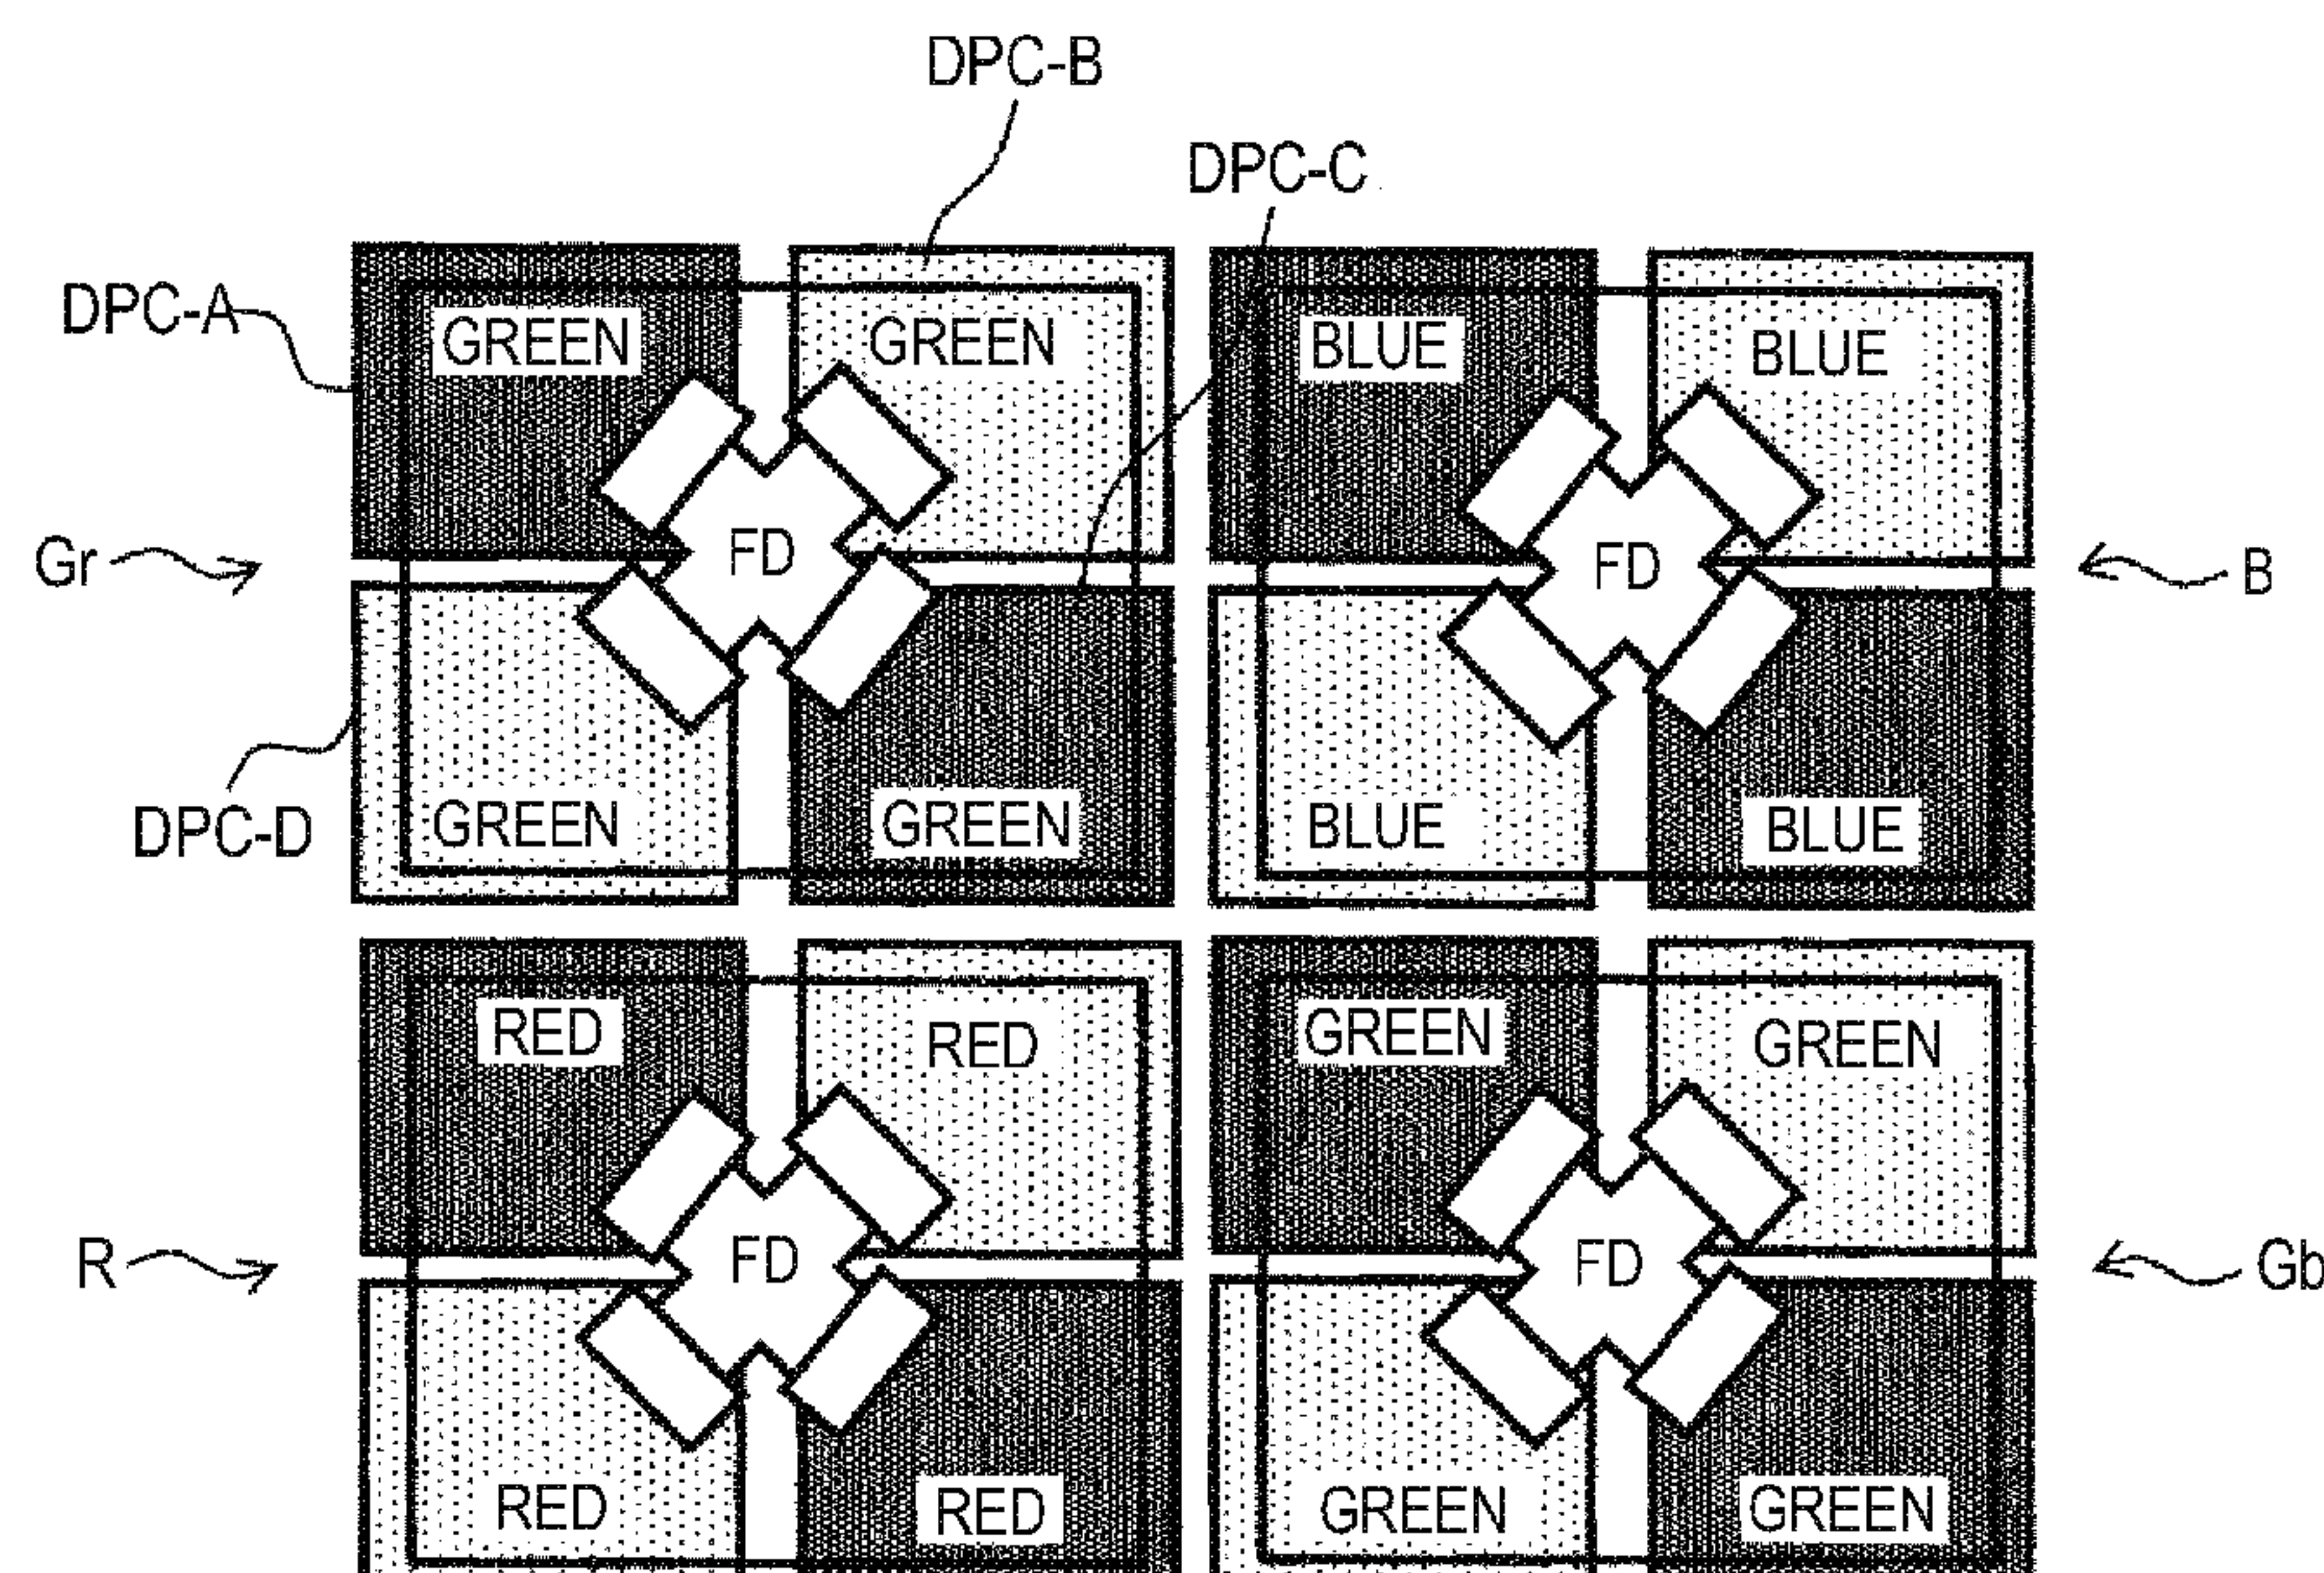 DPC-B
DPC-C
DPC-A
GREEN
GREEN
BLUE
BLUE
Gr
FD
FD
B
DPC-D
GREEN
GREEN
BLUE
BLUE
RED
RED
GREEN
GREEN
R
FD
FD
Gb
RED
RED
GREEN
GREEN